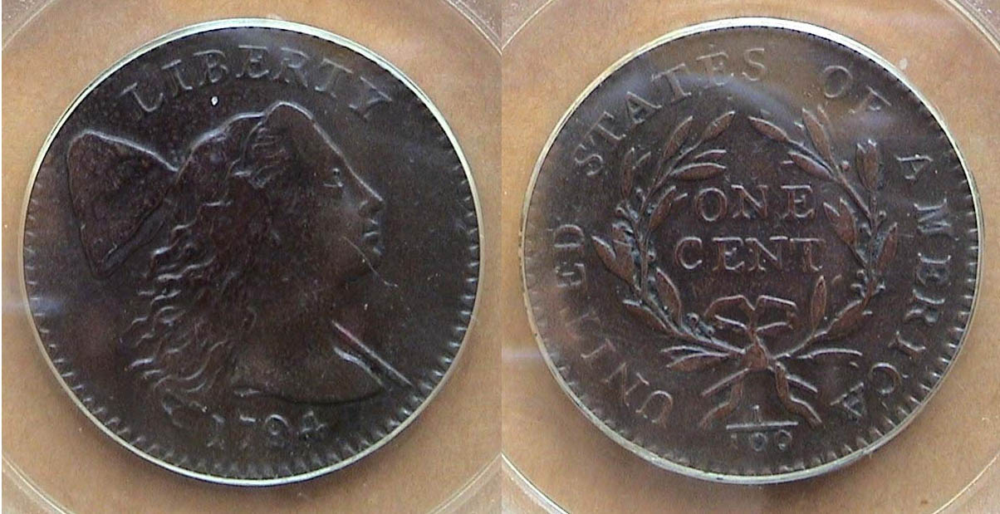 LIBERTY
1794
UNITED STATES OF AMERICA
ONE
CENT
1
100